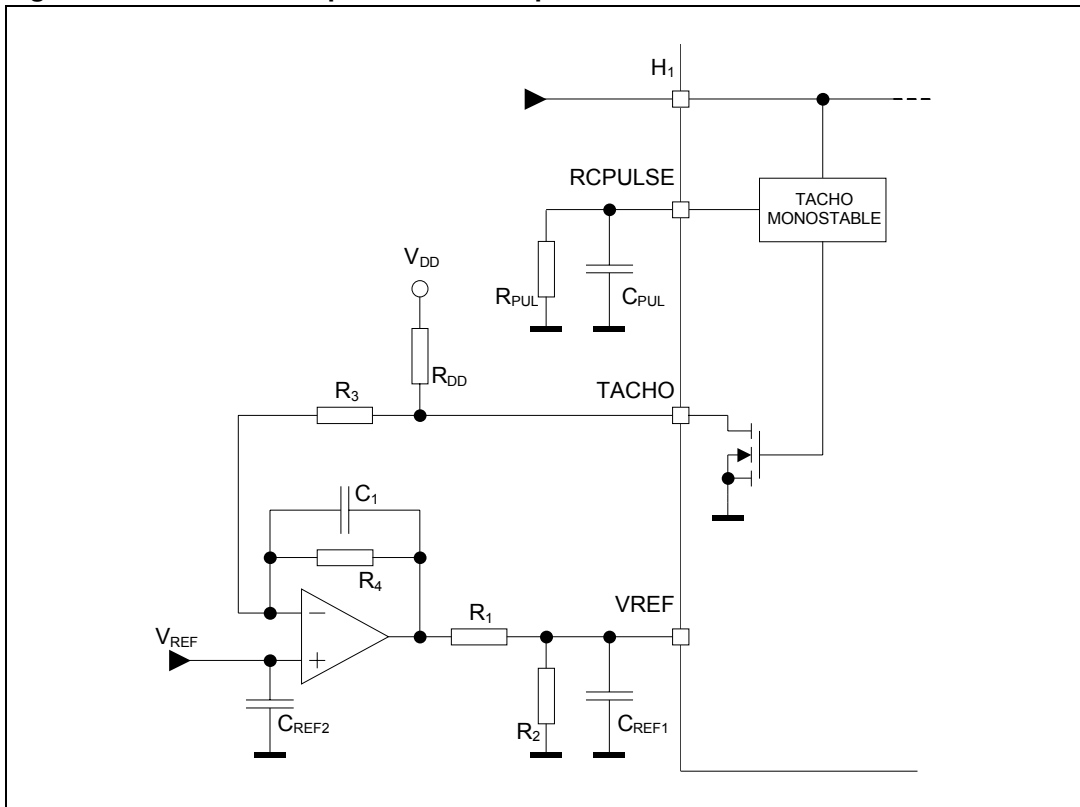 H1
RCPULSE
TACHO
MONOSTABLE
VDD
RPUL
CPUL
RDD
R3
TACHO
C1
R4
VREF
R1
VREF
CREF2
R2
CREF1